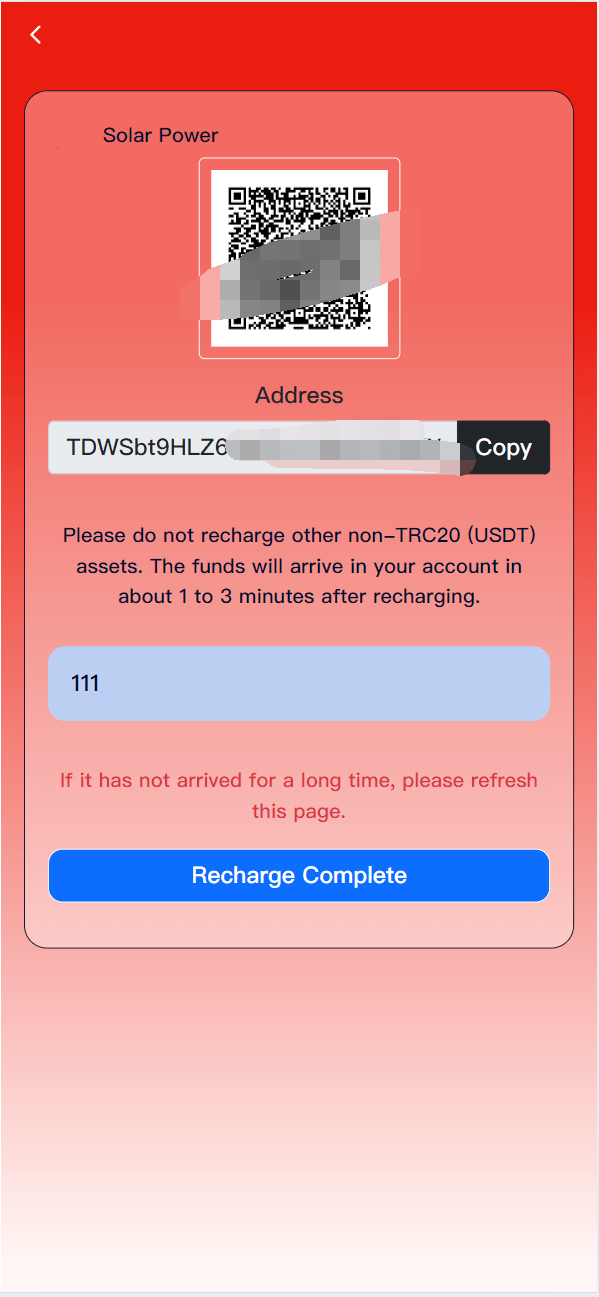 Solar Power
Address
TDWSbt9HLZ6
Copy
Please do not recharge other non-TRC20 (USDT)
assets. The funds will arrive in your account in
about 1 to 3 minutes after recharging.
111
If it has not arrived for a long time, please refresh
this page.
Recharge Complete